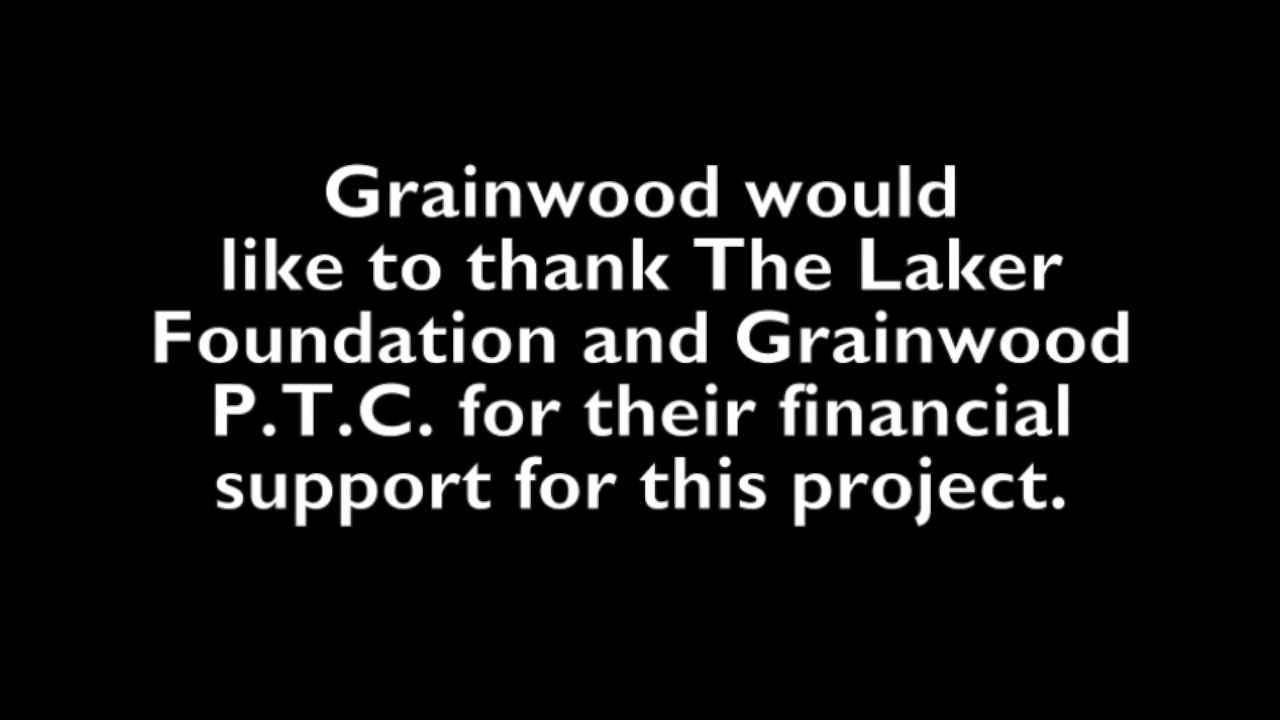 Grainwood would
like to thank The Laker
Foundation and Grainwood
P.T.C. for their financial
support for this project.